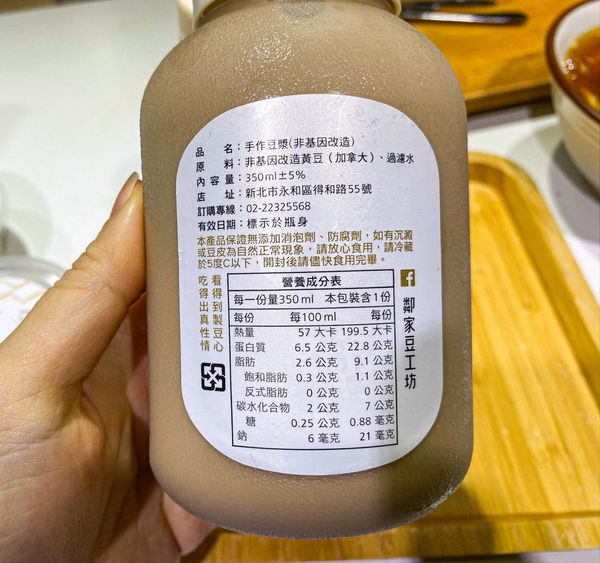 品名：手作豆漿(非基因改造)
原料：非基因改造黃豆（加拿大）、過濾水
內容量：350ml±5%
店址：新北市永和區得和路55號
訂購專線：02-22325568
有效日期：標示於瓶身
本產品保證無添加消泡劑、防腐劑，如有沉澱
或豆皮為自然正常現象，請放心食用，請冷藏
於5度C以下，開封後請儘快食用完畢。
看得到製豆心
吃得出真性情
營養成分表
每一份量350ml 本包裝含1份
每份 每100ml 每份
熱量 57 大卡 199.5 大卡
蛋白質 6.5 公克 22.8 公克
脂肪 2.6 公克 9.1 公克
飽和脂肪 0.3 公克 1.1 公克
反式脂肪 0 公克 0 公克
碳水化合物 2 公克 7 公克
糖 0.25 公克 0.88 毫克
鈉 6 毫克 21 毫克
f 鄰家豆工坊